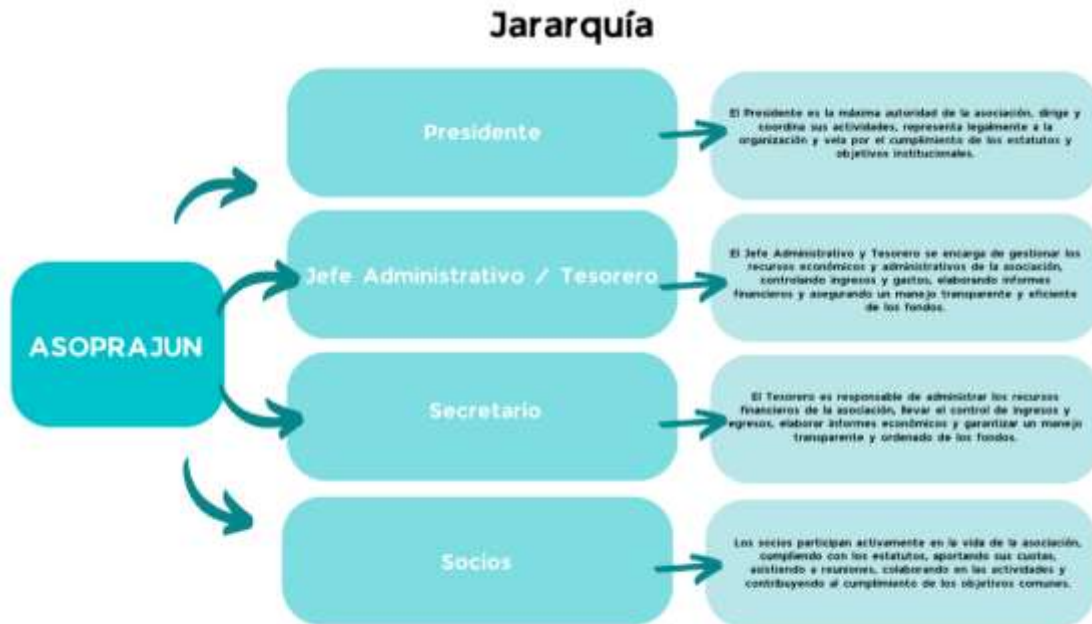 Jararquía
Presidente
El Presidente es la máxima autoridad de la asociación, dirige y
coordina sus actividades, representa legalmente a la
organización y vela por el cumplimiento de los estatutos y
objetivos institucionales.
ASOPRAJUN
Jefe Administrativo / Tesorero
El Jefe Administrativo y Tesorero se encarga de gestionar los
recursos económicos y administrativos de la asociación,
controlando ingresos y gastos, elaborando informes
financieros y asegurando un manejo transparente y eficiente
de los fondos.
Secretario
El Tesorero es responsable de administrar los recursos
financieros de la asociación, llevar el control de ingresos y
egresos, elaborar informes económicos y garantizar un manejo
transparente y ordenado de los fondos.
Socios
Los socios participan activamente en la vida de la asociación,
cumpliendo con los estatutos, aportando sus cuotas,
asistiendo a reuniones, colaborando en las actividades y
contribuyendo al cumplimiento de los objetivos comunes.